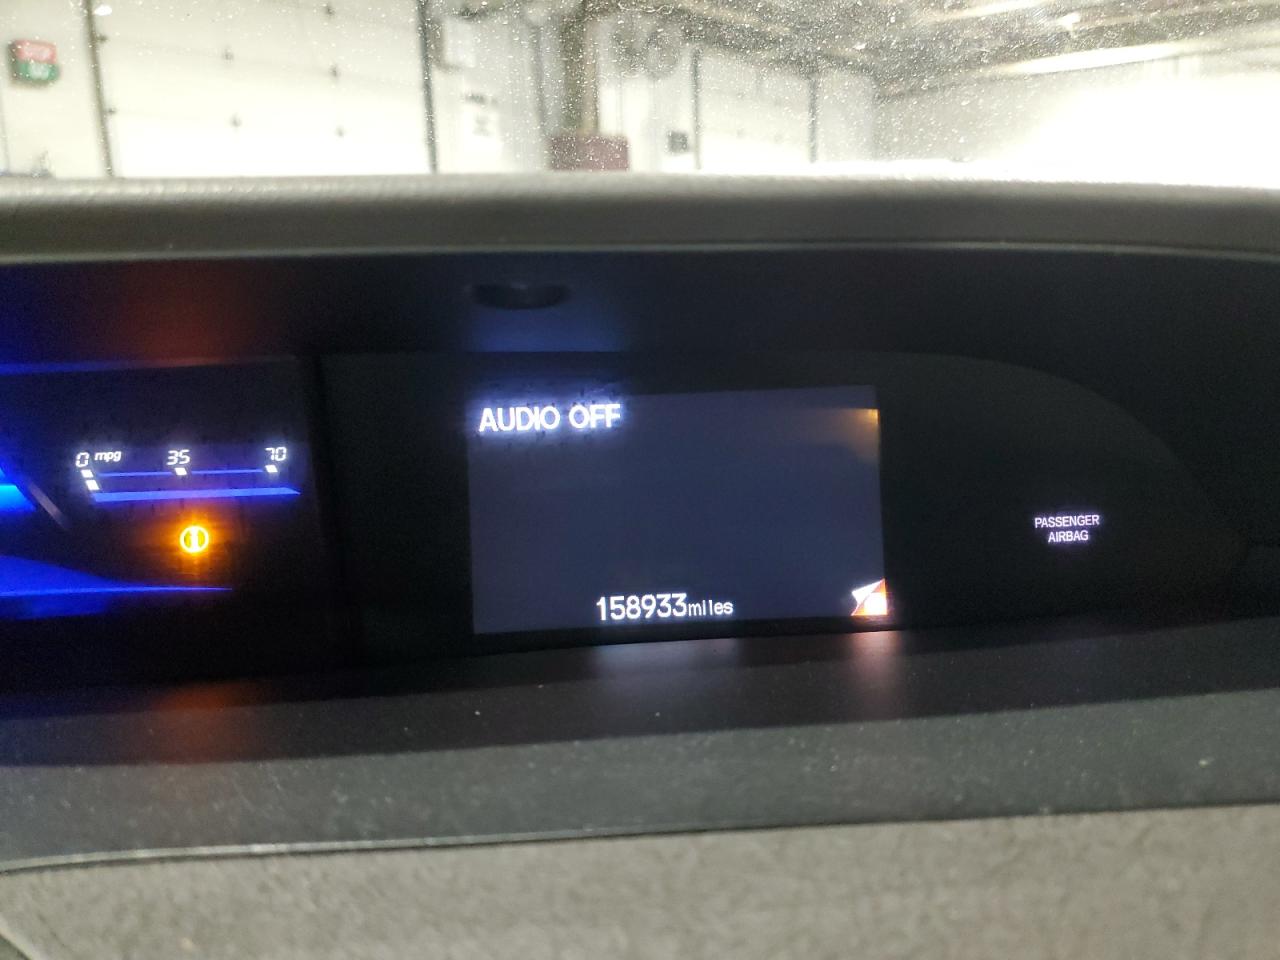 0 mpg 35 70
AUDIO OFF
158933miles
PASSENGER
AIRBAG